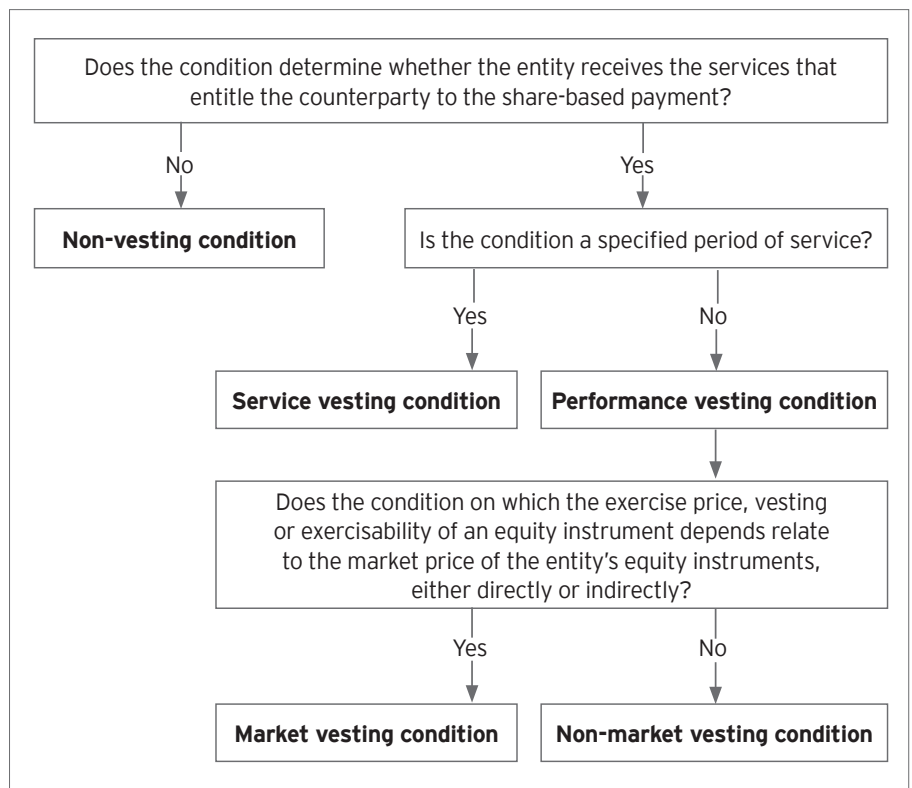 Does the condition determine whether the entity receives the services that
entitle the counterparty to the share-based payment?
No
Yes
Non-vesting condition
Is the condition a specified period of service?
Yes
No
Service vesting condition
Performance vesting condition
Does the condition on which the exercise price, vesting
or exercisability of an equity instrument depends relate
to the market price of the entity’s equity instruments,
either directly or indirectly?
Yes
No
Market vesting condition
Non-market vesting condition